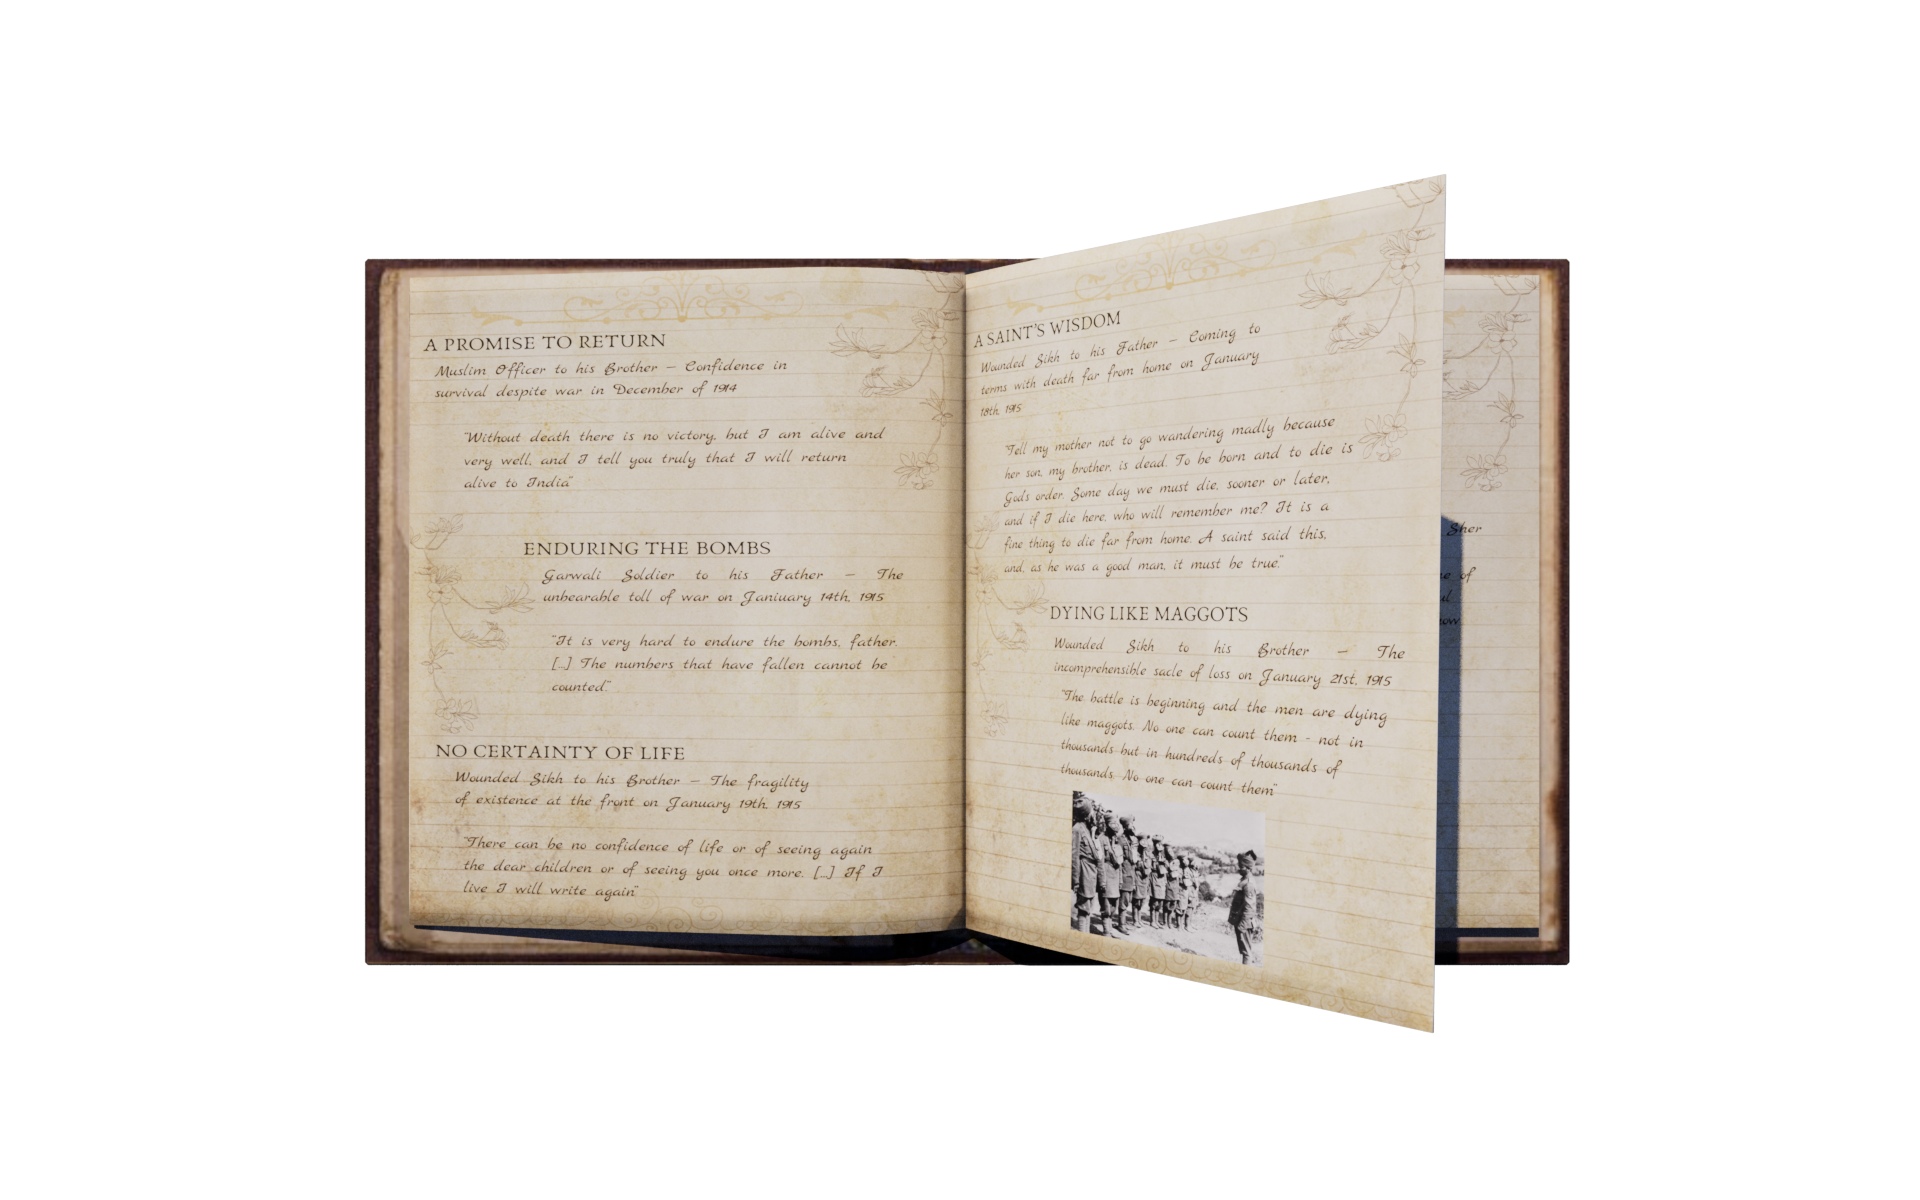 A PROMISE TO RETURN
Muslim Officer to his Brother – Confidence in
survival despite war in December of 1914
"Without death there is no victory, but I am alive and
very well, and I tell you truly that I will return
alive to India"
ENDURING THE BOMBS
Garwali Soldier to his Father – The
unbearable toll of war on Janiuary 14th, 1915
"It is very hard to endure the bombs, father.
[...] The numbers that have fallen cannot be
counted."
NO CERTAINTY OF LIFE
Wounded Sikh to his Brother – The fragility
of existence at the front on January 19th, 1915
"There can be no confidence of life or of seeing again
the dear children or of seeing you once more. [...] If I
live I will write again"
A SAINT'S WISDOM
Wounded Sikh to his Father – Coming to
terms with death far from home on January
18th, 1915
"Tell my mother not to go wandering madly because
her son, my brother, is dead. To be born and to die is
God's order. Some day we must die, sooner or later,
and if I die here, who will remember me? It is a
fine thing to die far from home. A saint said this,
and, as he was a good man, it must be true."
DYING LIKE MAGGOTS
Wounded Sikh to his Brother – The
incomprehensible sacle of loss on January 21st, 1915
"The battle is beginning and the men are dying
like maggots. No one can count them - not in
thousands but in hundreds of thousands of
thousands. No one can count them"
Sher
of